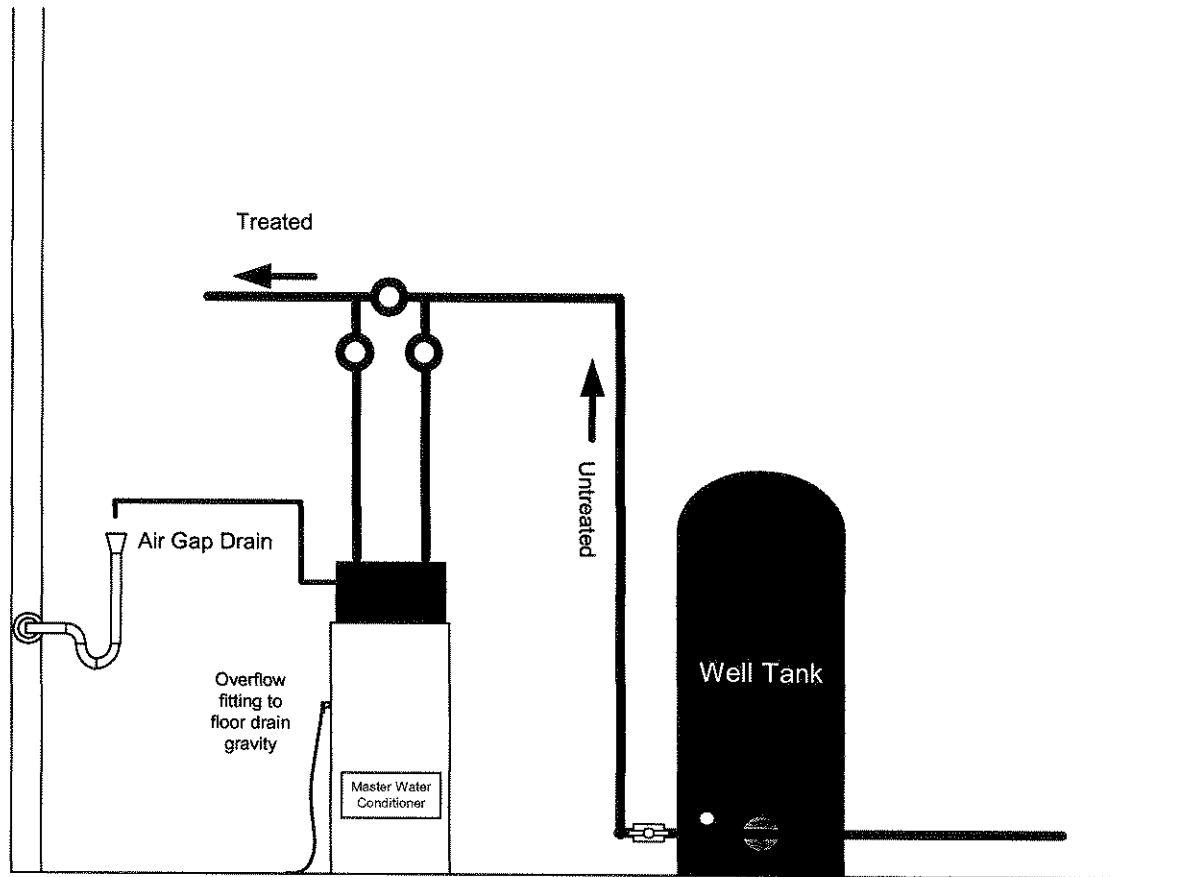 Treated
Untreated
Air Gap Drain
Well Tank
Overflow
fitting to
floor drain
gravity
Master Water
Conditioner